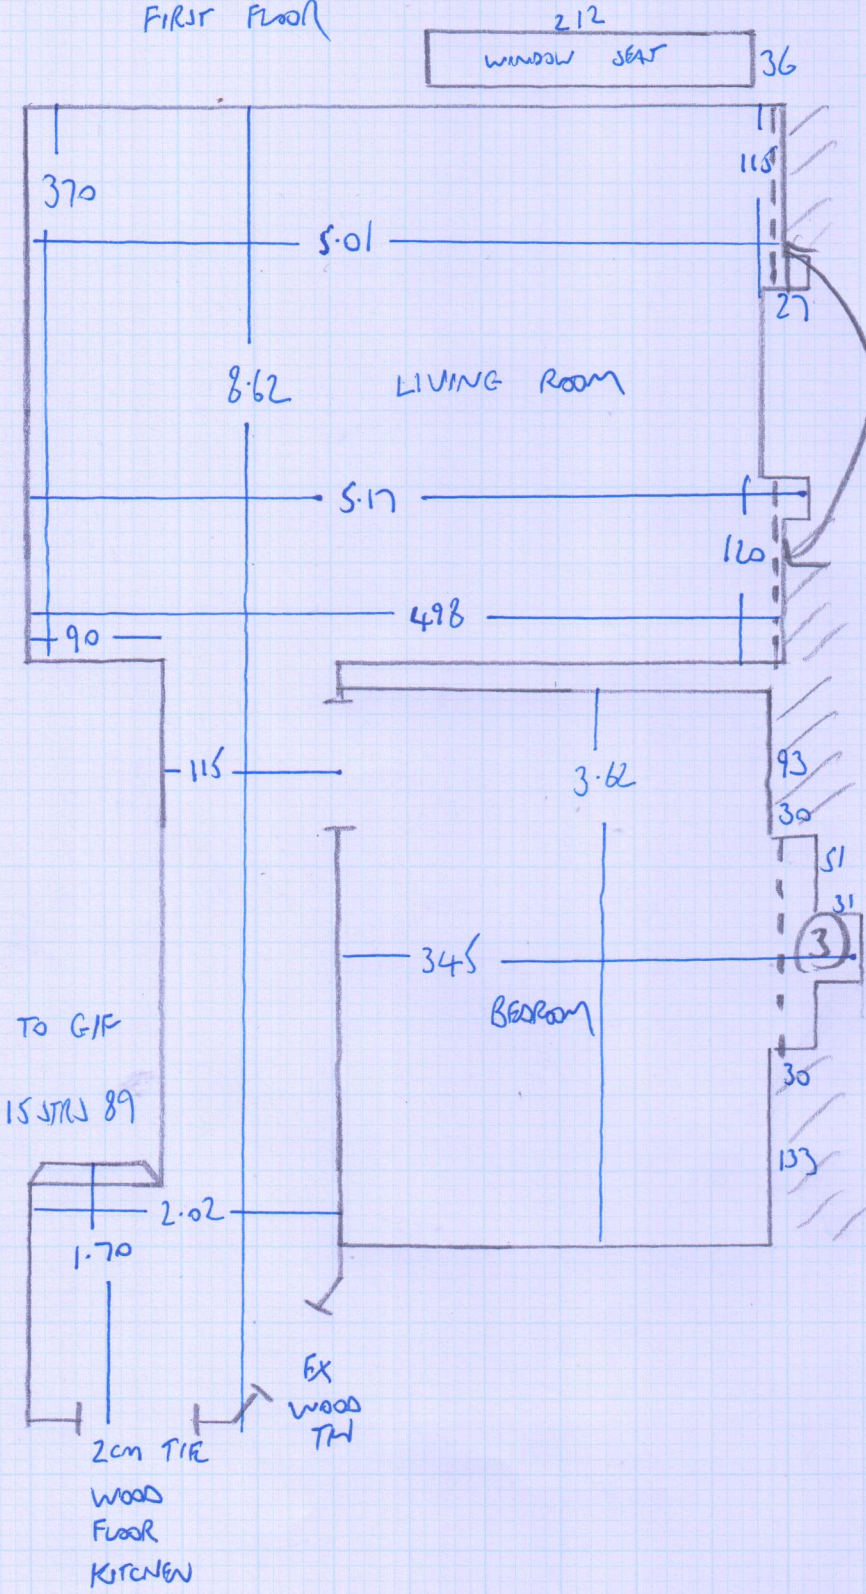 FIRST FLOOR
212
WINDOW SEAT
36
115
370
5.01
27
8.62
LIVING ROOM
5.17
120
498
90
115
93
3.62
30
51
31
3
345
BEDROOM
TO G/F
30
15 STRS 89
133
2.02
1.70
EX
WOOD
2cm
WOOD
FLOOR
KITCHEN